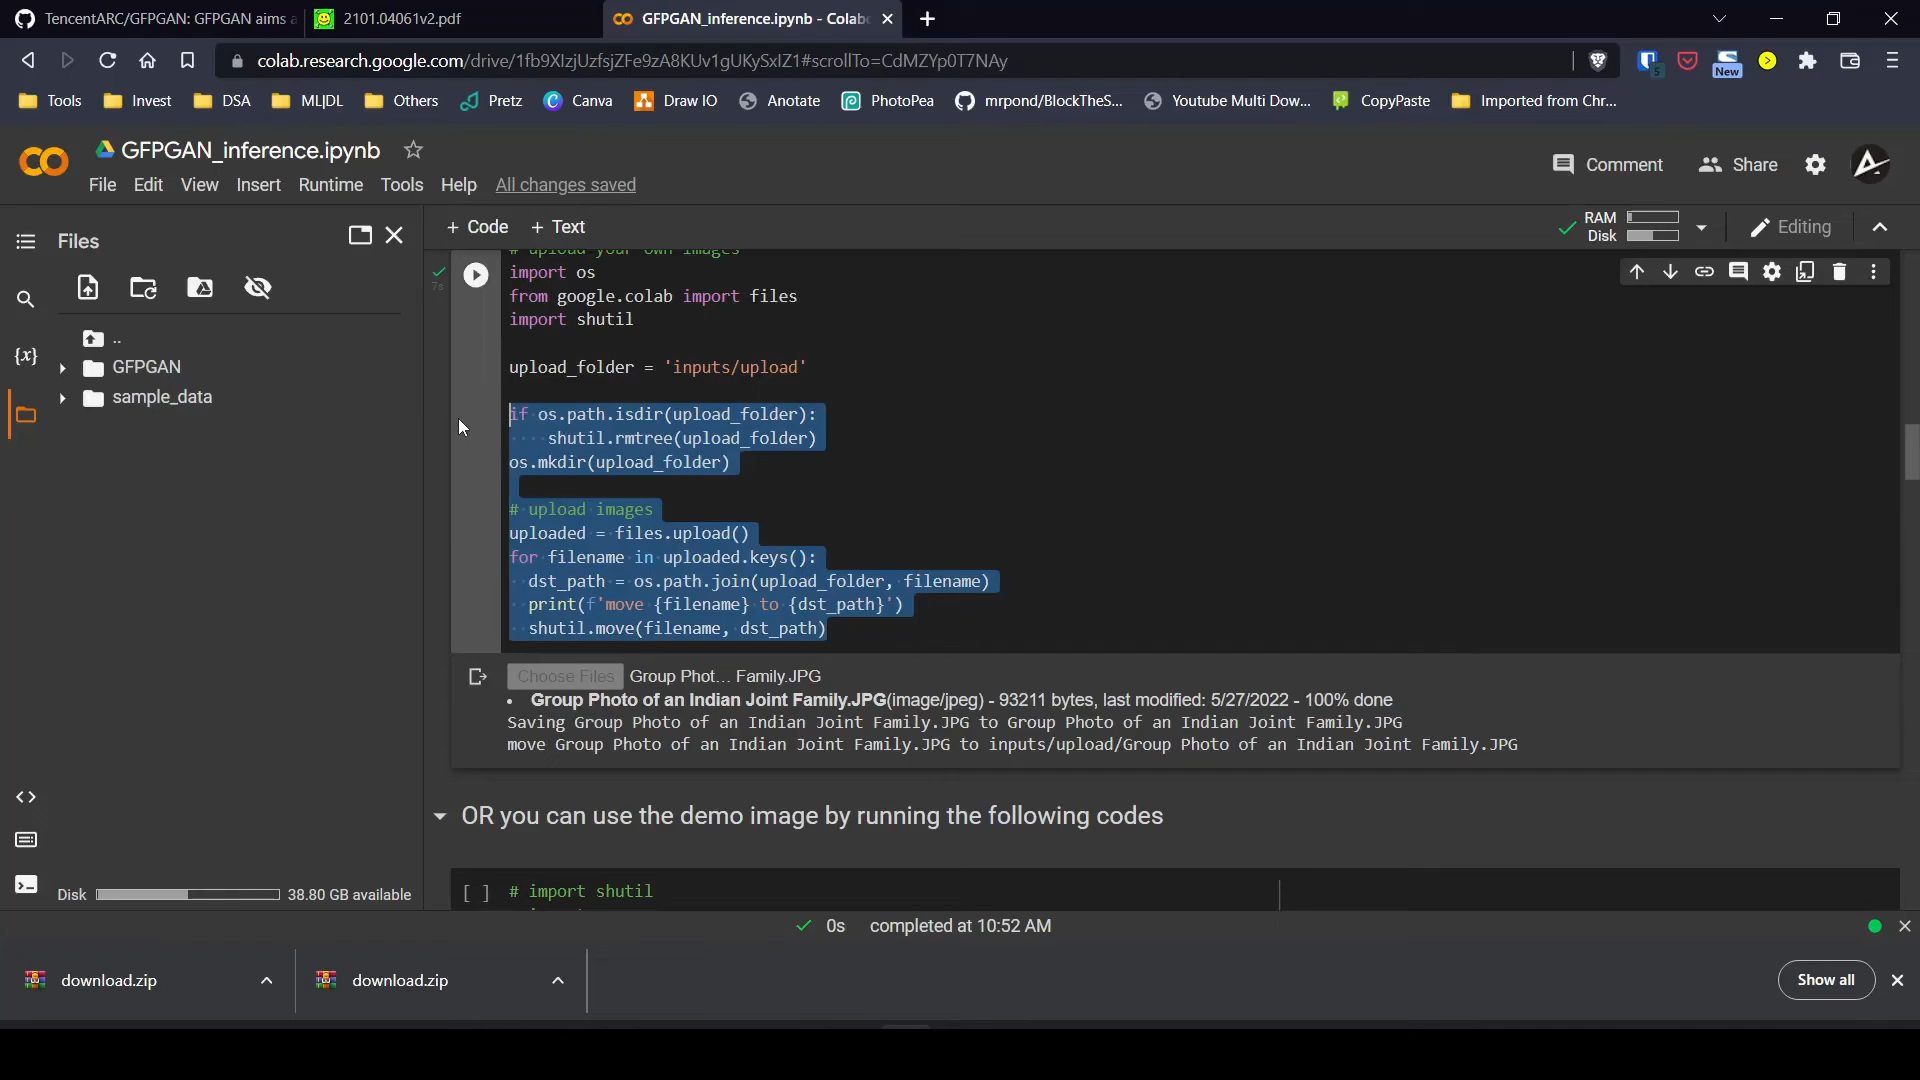 TencentARC/GFPGAN: GFPGAN aims a
2101.04061v2.pdf
GFPGAN_inference.ipynb - Colab
colab.research.google.com/drive/1fb9XIzjUzfsjZFe9zA8KUv1gUKySxIZ1#scrollTo=CdMZYp0T7NAy
5
New
Tools
Invest
DSA
ML|DL
Others
Pretz
Canva
Draw IO
Anotate
PhotoPea
mrpond/BlockTheS...
Youtube Multi Dow...
CopyPaste
Imported from Chr...
GFPGAN_inference.ipynb
File Edit View Insert Runtime Tools Help All changes saved
Comment
Share
Files
+ Code + Text
RAM
Disk
Editing
..
GFPGAN
sample_data
{x}
7s
# upload your own images
import os
from google.colab import files
import shutil
upload_folder = 'inputs/upload'
if os.path.isdir(upload_folder):
shutil.rmtree(upload_folder)
os.mkdir(upload_folder)
# upload images
uploaded = files.upload()
for filename in uploaded.keys():
dst_path = os.path.join(upload_folder, filename)
print(f'move {filename} to {dst_path}')
shutil.move(filename, dst_path)
Choose Files Group Phot... Family.JPG
• Group Photo of an Indian Joint Family.JPG(image/jpeg) - 93211 bytes, last modified: 5/27/2022 - 100% done
Saving Group Photo of an Indian Joint Family.JPG to Group Photo of an Indian Joint Family.JPG
move Group Photo of an Indian Joint Family.JPG to inputs/upload/Group Photo of an Indian Joint Family.JPG
OR you can use the demo image by running the following codes
[ ] # import shutil
Disk 38.80 GB available
0s completed at 10:52 AM
download.zip
download.zip
Show all